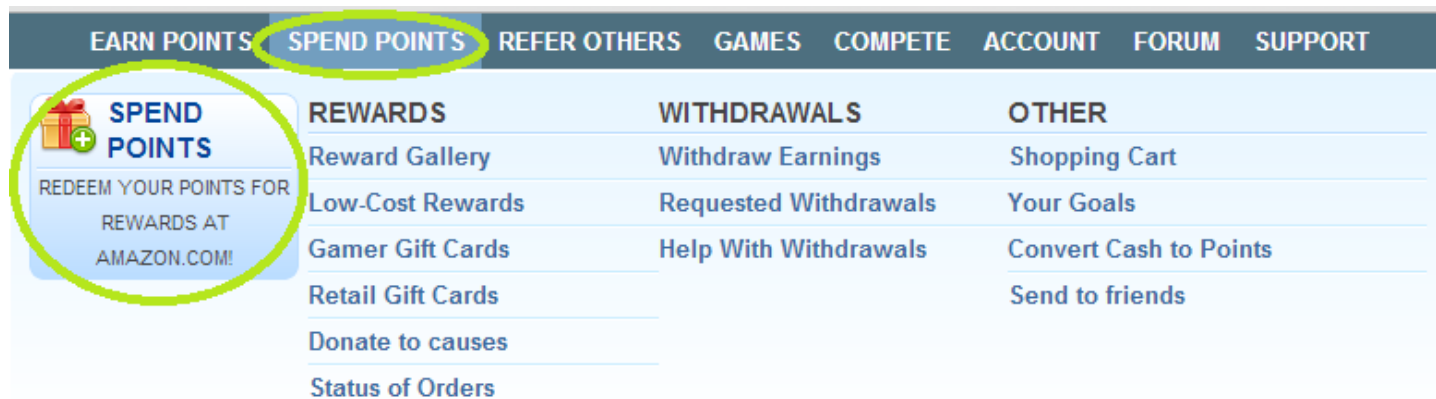 EARN POINTS SPEND POINTS REFER OTHERS GAMES COMPETE ACCOUNT FORUM SUPPORT
SPEND
POINTS
REDEEM YOUR POINTS FOR
REWARDS AT
AMAZON.COM!
REWARDS
Reward Gallery
Low-Cost Rewards
Gamer Gift Cards
Retail Gift Cards
Donate to causes
Status of Orders
WITHDRAWALS
Withdraw Earnings
Requested Withdrawals
Help With Withdrawals
OTHER
Shopping Cart
Your Goals
Convert Cash to Points
Send to friends